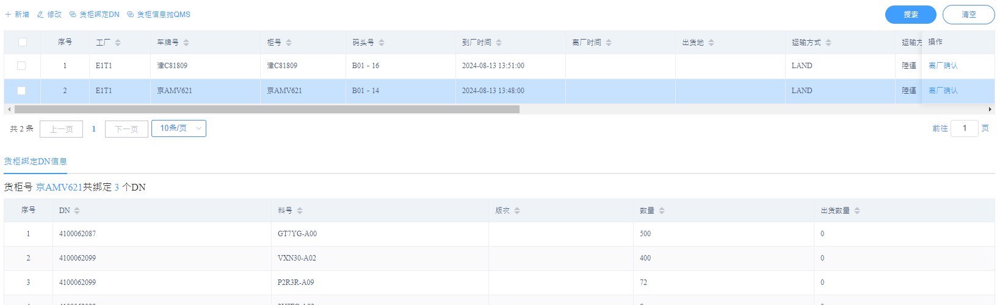 新增 修改 货柜绑定DN 货柜信息抛QMS 搜索 清空
序号 工厂 车牌号 柜号 码头号 到厂时间 离厂时间 出货地 运输方式 运输方 操作
1 E1T1 津C81809 津C81809 B01 - 16 2024-08-13 13:51:00 LAND 陸運 离厂确认
2 E1T1 京AMV621 京AMV621 B01 - 14 2024-08-13 13:48:00 LAND 陸運 离厂确认
共 2 条 上一页 1 下一页 10条/页 前往 1 页
货柜绑定DN信息
货柜号 京AMV621共绑定 3 个DN
序号 DN 料号 版次 数量 出货数量
1 4100062087 GT7YG-A00 500 0
2 4100062099 VXN30-A02 400 0
3 4100062099 P2R3R-A09 72 0